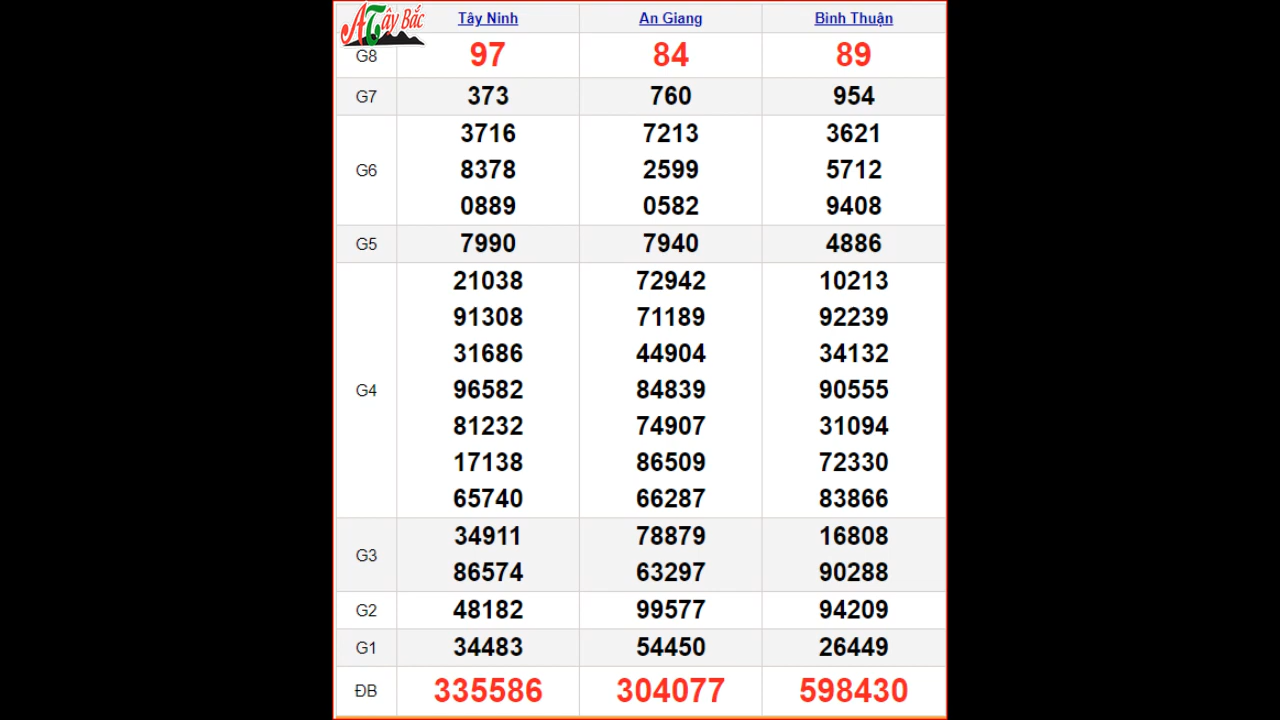 ATây Bắc
Tây Ninh An Giang Bình Thuận
G8 97 84 89
G7 373 760 954
3716 7213 3621
G6 8378 2599 5712
0889 0582 9408
G5 7990 7940 4886
21038 72942 10213
91308 71189 92239
31686 44904 34132
G4 96582 84839 90555
81232 74907 31094
17138 86509 72330
65740 66287 83866
G3 34911 78879 16808
86574 63297 90288
G2 48182 99577 94209
G1 34483 54450 26449
ĐB 335586 304077 598430